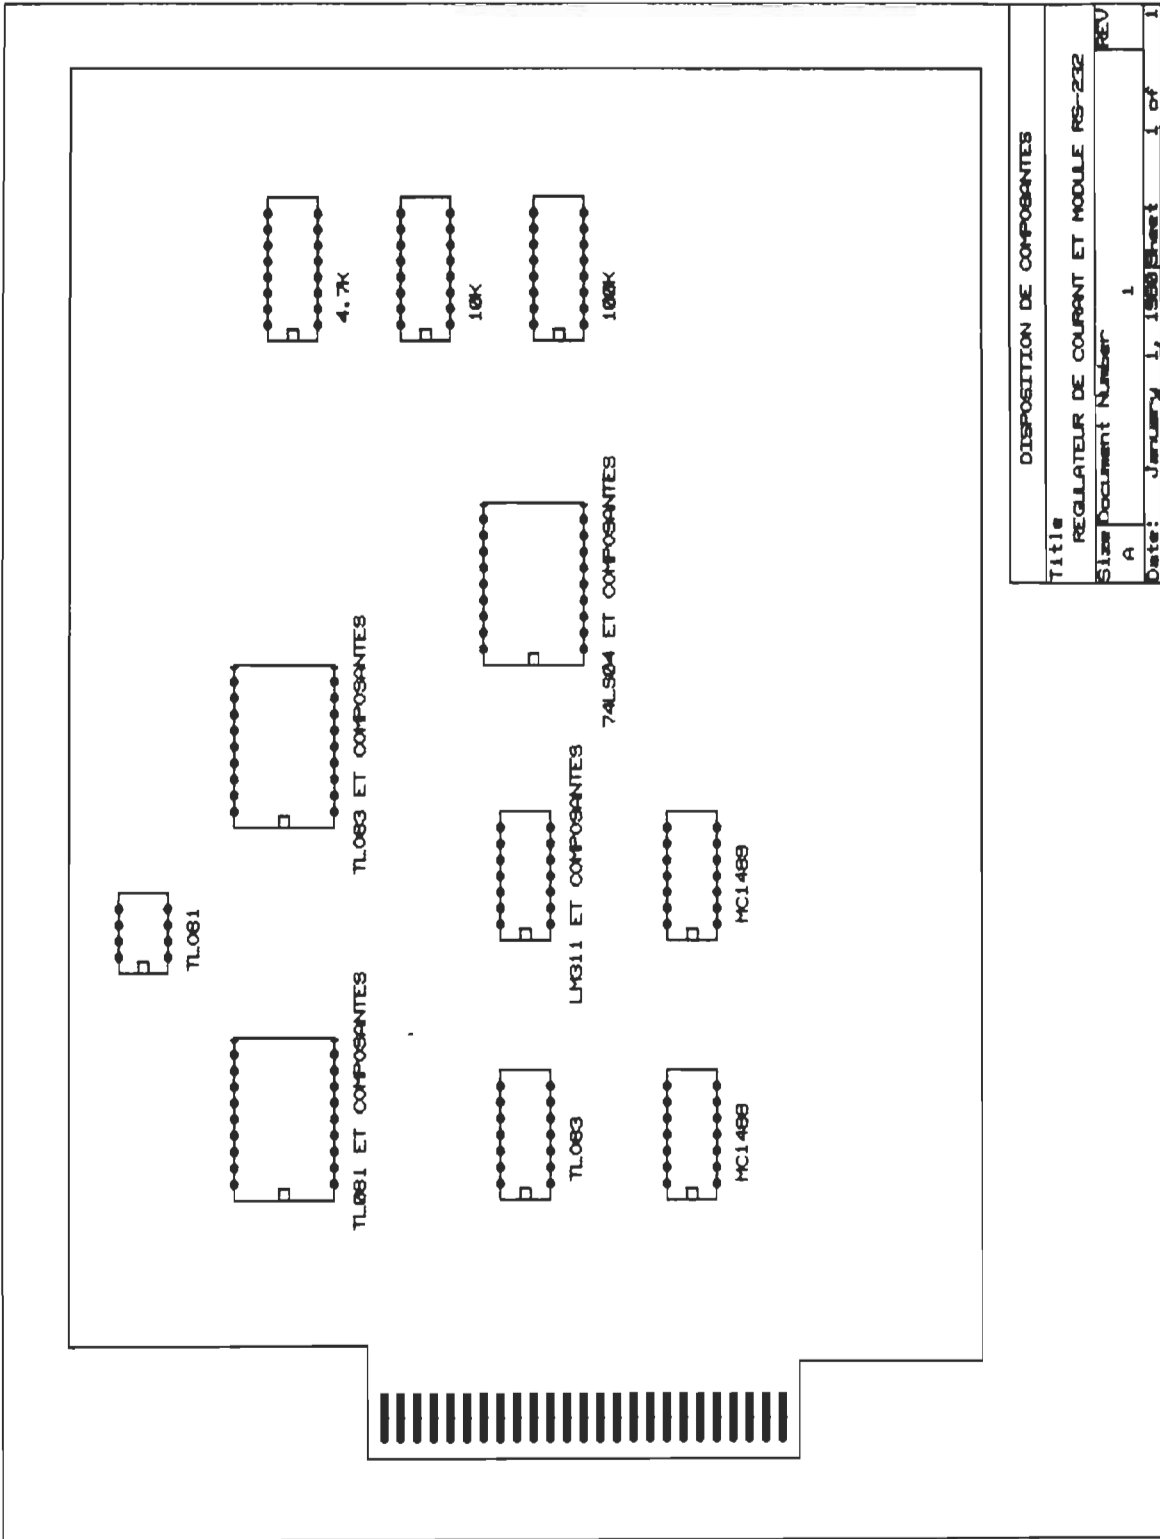 TL081
TL081 ET COMPOSANTES
TL083 ET COMPOSANTES
4.7K
10K
100K
TL083
LM311 ET COMPOSANTES
74LS04 ET COMPOSANTES
MC1488
MC1489
DISPOSITION DE COMPOSANTES
Title
REGULATEUR DE COURANT ET MODULE RS-232
Size Document Number REV
A 1
Date: January 1, 1980 Sheet 1 of 1